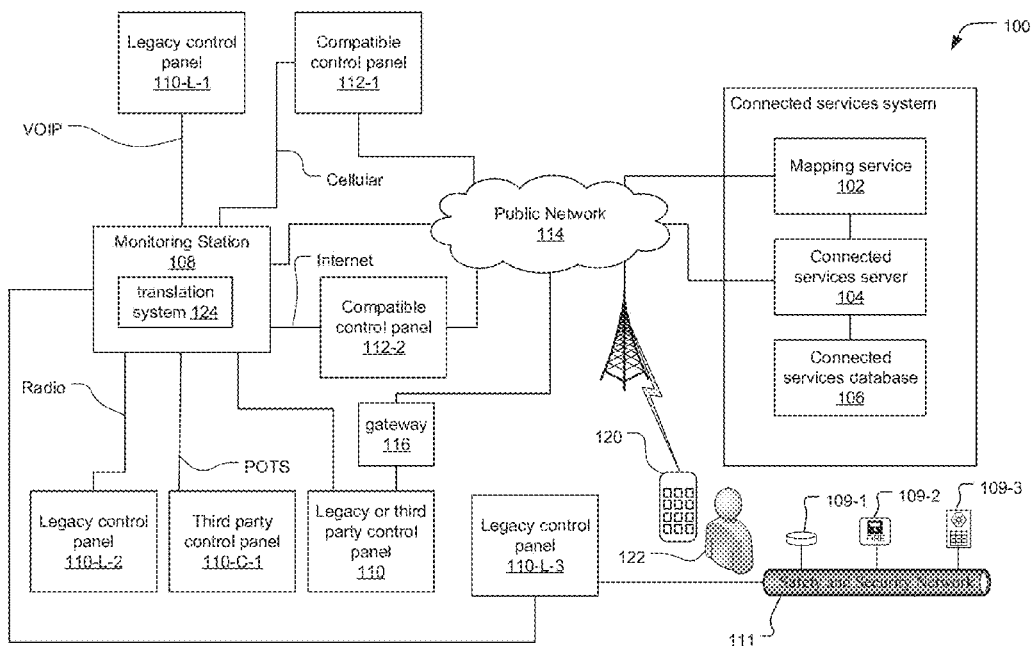 100
Legacy control
panel
110-L-1
Compatible
control panel
112-1
VOIP
Cellular
Connected services system
Mapping service
102
Public Network
114
Monitoring Station
108
translation
system 124
Internet
Compatible
control panel
112-2
Connected
services server
104
Connected
services database
106
Radio
POTS
gateway
116
120
122
Legacy control
panel
110-L-2
Third party
control panel
110-C-1
Legacy or third
party control
panel
110
Legacy control
panel
110-L-3
109-1
109-2
109-3
Safety and Security Network
111